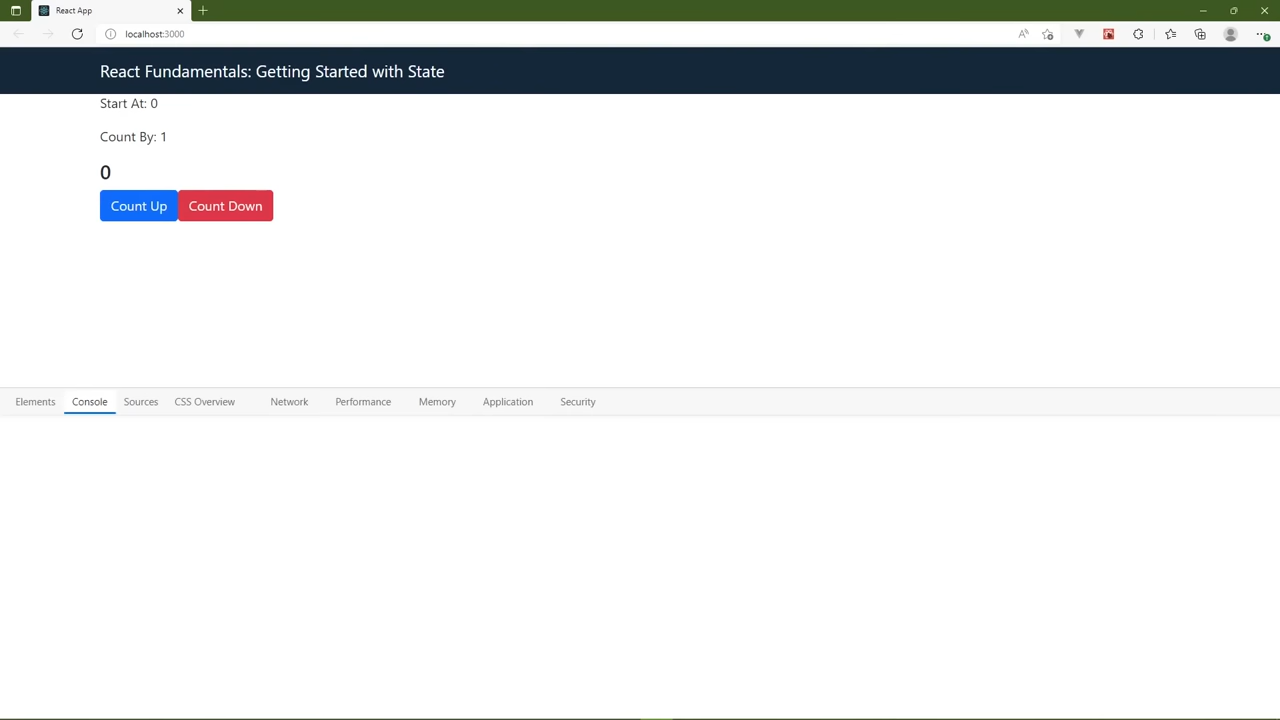 React App
localhost:3000
React Fundamentals: Getting Started with State
Start At: 0
Count By: 1
0
Count Up Count Down
Elements Console Sources CSS Overview Network Performance Memory Application Security